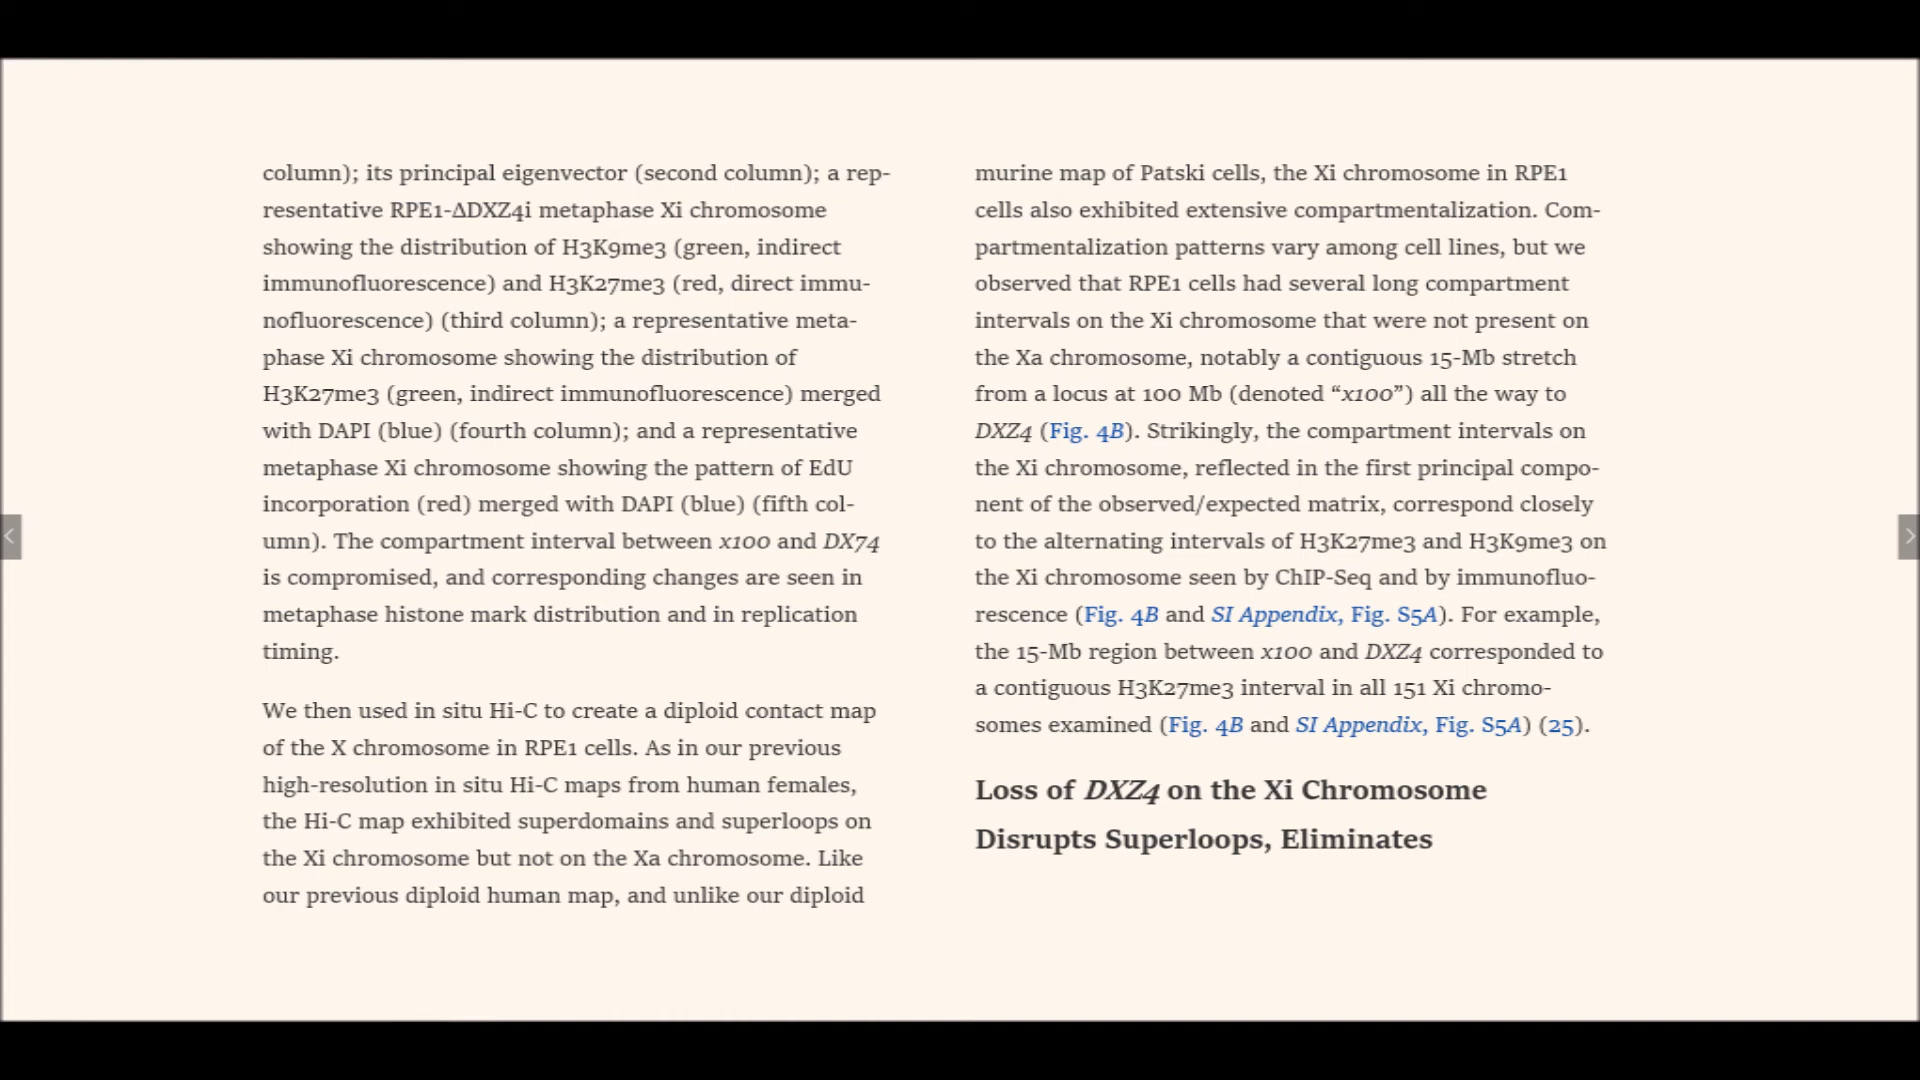 column); its principal eigenvector (second column); a rep-
resentative RPE1-ΔDXZ4i metaphase Xi chromosome
showing the distribution of H3K9me3 (green, indirect
immunofluorescence) and H3K27me3 (red, direct immu-
nofluorescence) (third column); a representative meta-
phase Xi chromosome showing the distribution of
H3K27me3 (green, indirect immunofluorescence) merged
with DAPI (blue) (fourth column); and a representative
metaphase Xi chromosome showing the pattern of EdU
incorporation (red) merged with DAPI (blue) (fifth col-
umn). The compartment interval between x100 and DX74
is compromised, and corresponding changes are seen in
metaphase histone mark distribution and in replication
timing.
We then used in situ Hi-C to create a diploid contact map
of the X chromosome in RPE1 cells. As in our previous
high-resolution in situ Hi-C maps from human females,
the Hi-C map exhibited superdomains and superloops on
the Xi chromosome but not on the Xa chromosome. Like
our previous diploid human map, and unlike our diploid
murine map of Patski cells, the Xi chromosome in RPE1
cells also exhibited extensive compartmentalization. Com-
partmentalization patterns vary among cell lines, but we
observed that RPE1 cells had several long compartment
intervals on the Xi chromosome that were not present on
the Xa chromosome, notably a contiguous 15-Mb stretch
from a locus at 100 Mb (denoted “x100”) all the way to
DXZ4 (Fig. 4B). Strikingly, the compartment intervals on
the Xi chromosome, reflected in the first principal compo-
nent of the observed/expected matrix, correspond closely
to the alternating intervals of H3K27me3 and H3K9me3 on
the Xi chromosome seen by ChIP-Seq and by immunofluo-
rescence (Fig. 4B and SI Appendix, Fig. S5A). For example,
the 15-Mb region between x100 and DXZ4 corresponded to
a contiguous H3K27me3 interval in all 151 Xi chromo-
somes examined (Fig. 4B and SI Appendix, Fig. S5A) (25).
Loss of DXZ4 on the Xi Chromosome
Disrupts Superloops, Eliminates